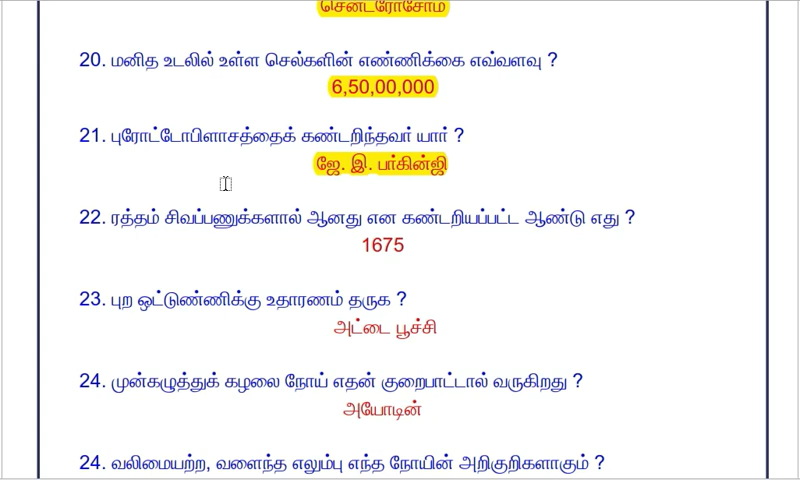 சென்ட்ரோசோம்
20. மனித உடலில் உள்ள செல்களின் எண்ணிக்கை எவ்வளவு ?
6,50,00,000
21. புரோட்டோபிளாசத்தைக் கண்டறிந்தவர் யார் ?
ஜே. இ. பர்கின்ஜி
22. ரத்தம் சிவப்பணுக்களால் ஆனது என கண்டறியப்பட்ட ஆண்டு எது ?
1675
23. புற ஒட்டுண்ணிக்கு உதாரணம் தருக ?
அட்டை பூச்சி
24. முன்கழுத்துக் கழலை நோய் எதன் குறைபாட்டால் வருகிறது ?
அயோடின்
24. வலிமையற்ற, வளைந்த எலும்பு எந்த நோயின் அறிகுறிகளாகும் ?